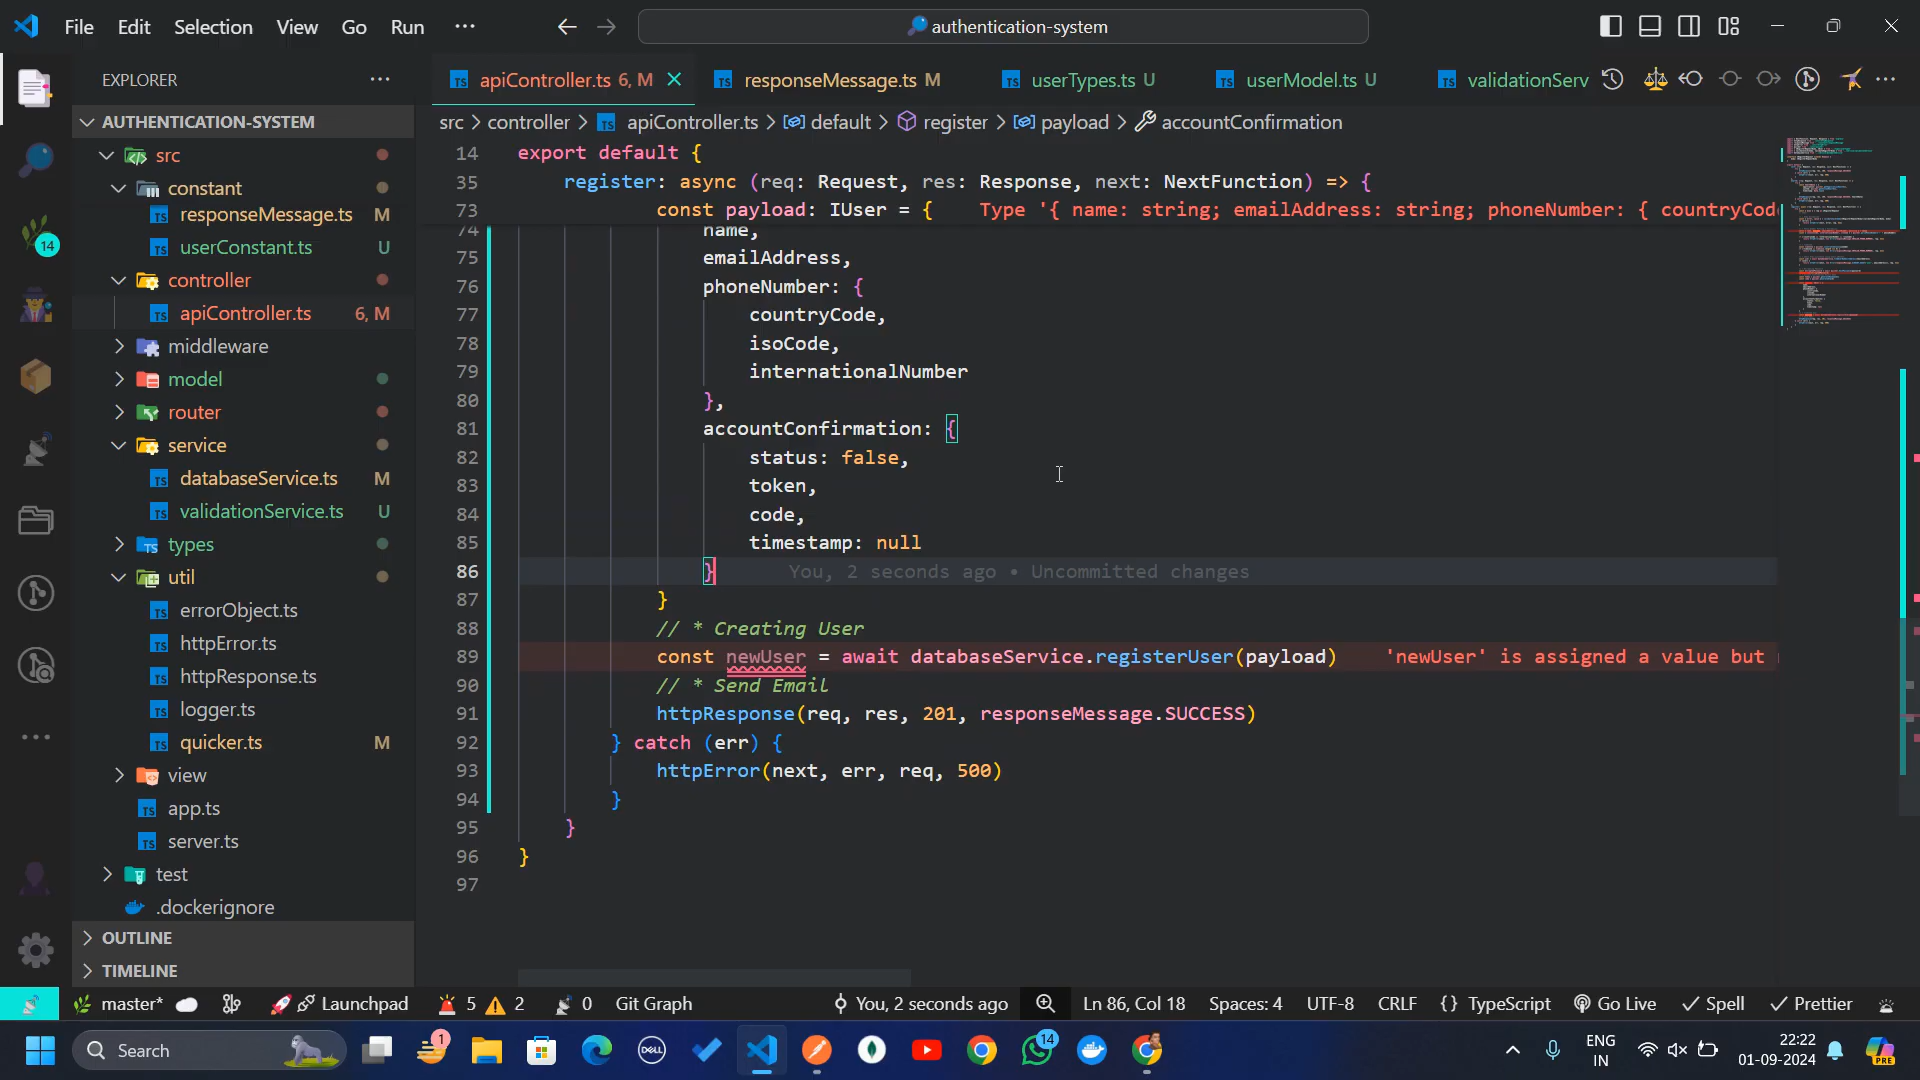 File Edit Selection View Go Run ···
authentication-system
EXPLORER ···
apiController.ts 6, M
responseMessage.ts M
userTypes.ts U
userModel.ts U
validationServ
AUTHENTICATION-SYSTEM
src > controller > apiController.ts > default > register > payload > accountConfirmation
src
constant
responseMessage.ts M
userConstant.ts U
controller
apiController.ts 6, M
middleware
model
router
service
databaseService.ts M
validationService.ts U
types
util
errorObject.ts
httpError.ts
httpResponse.ts
logger.ts
quicker.ts M
view
app.ts
server.ts
test
.dockerignore
OUTLINE
TIMELINE
14
14 export default {
35 register: async (req: Request, res: Response, next: NextFunction) => {
73 const payload: IUser = { Type '{ name: string; emailAddress: string; phoneNumber: { countryCod
74 name,
75 emailAddress,
76 phoneNumber: {
77 countryCode,
78 isoCode,
79 internationalNumber
80 },
81 accountConfirmation: {
82 status: false,
83 token,
84 code,
85 timestamp: null
86 } You, 2 seconds ago • Uncommitted changes
87 }
88 // * Creating User
89 const newUser = await databaseService.registerUser(payload) 'newUser' is assigned a value but
90 // * Send Email
91 httpResponse(req, res, 201, responseMessage.SUCCESS)
92 } catch (err) {
93 httpError(next, err, req, 500)
94 }
95 }
96 }
97
master* Launchpad 5 2 0 Git Graph You, 2 seconds ago Ln 86, Col 18 Spaces: 4 UTF-8 CRLF {} TypeScript Go Live Spell Prettier
Search
1
DELL
14
ENG
IN
22:22
01-09-2024
PRE